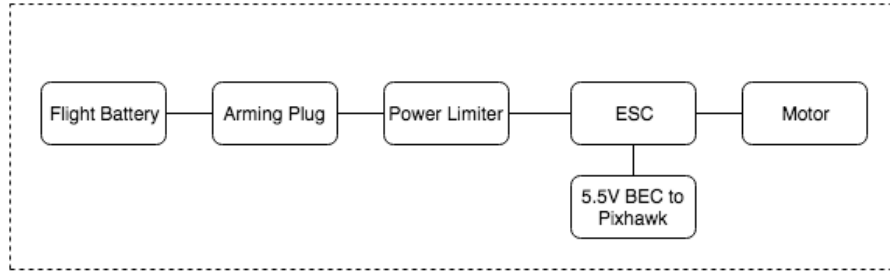 Flight Battery
Arming Plug
Power Limiter
ESC
Motor
5.5V BEC to
Pixhawk